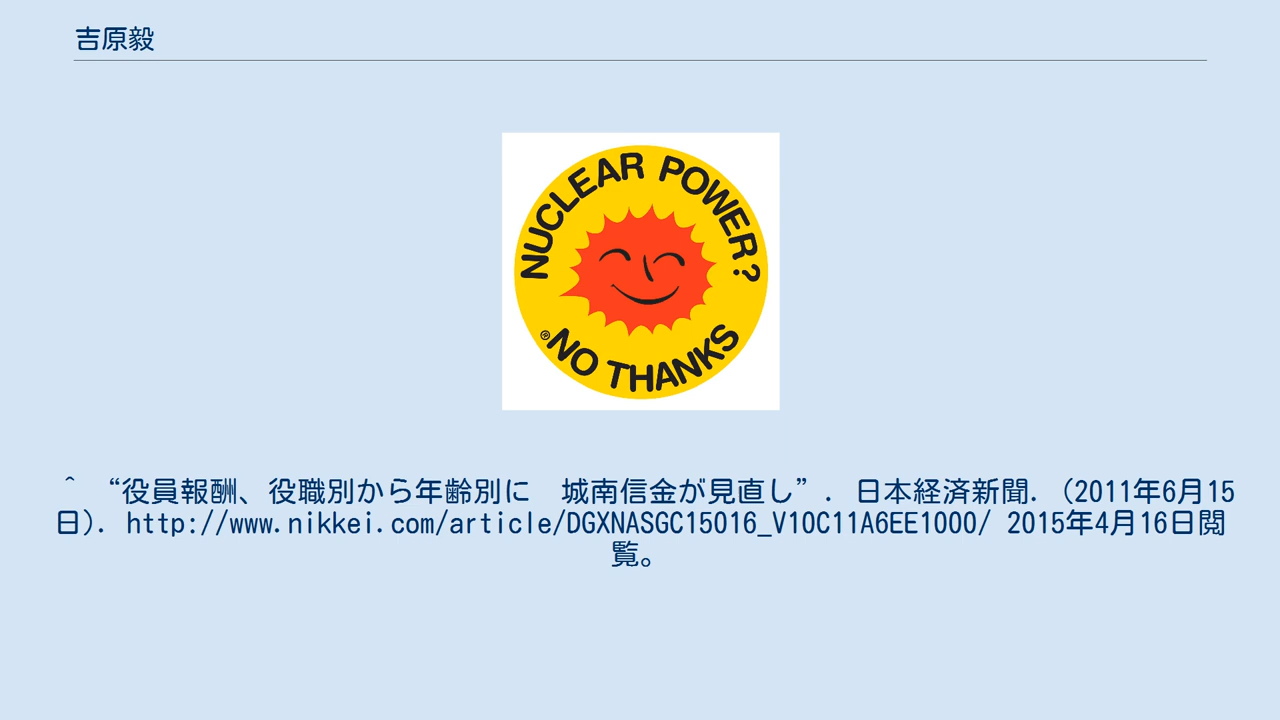 吉原毅
NUCLEAR POWER?
®NO THANKS
^ “役員報酬、役職別から年齢別に　城南信金が見直し”. 日本経済新聞. (2011年6月15
日). http://www.nikkei.com/article/DGXNASGC15016_V10C11A6EE1000/ 2015年4月16日閲
覧。